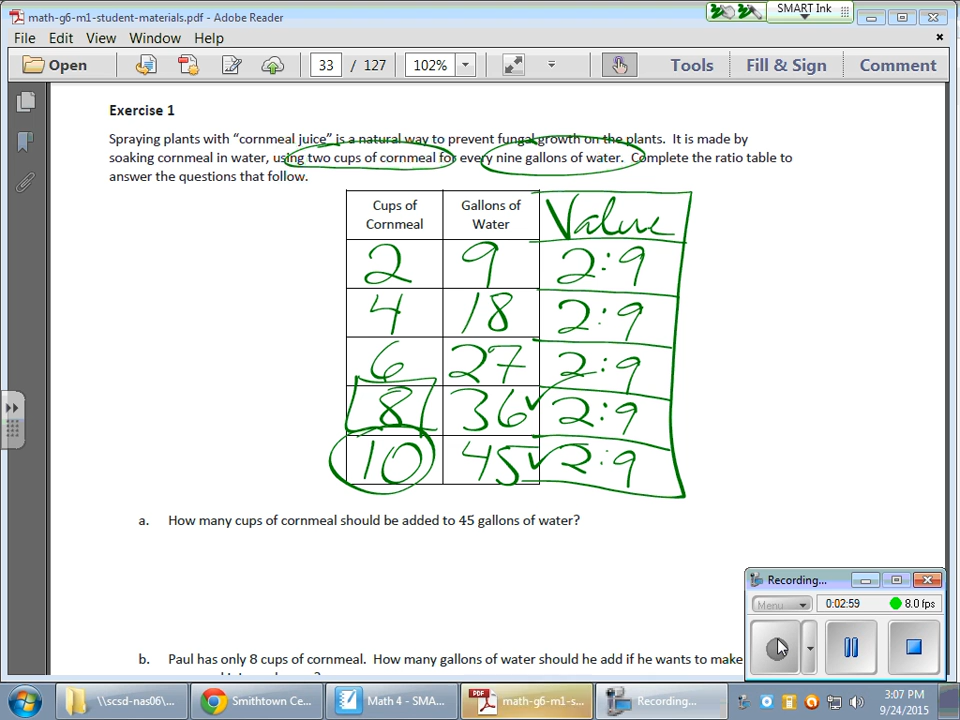 math-g6-m1-student-materials.pdf - Adobe Reader
SMART Ink
File Edit View Window Help
Open 33 / 127 102% Tools Fill & Sign Comment
Exercise 1
Spraying plants with “cornmeal juice” is a natural way to prevent fungal growth on the plants. It is made by
soaking cornmeal in water, using two cups of cornmeal for every nine gallons of water. Complete the ratio table to
answer the questions that follow.
Cups of Cornmeal Gallons of Water Value
2 9 2:9
4 18 2:9
6 27 2:9
8 36 2:9
10 45 2:9
a. How many cups of cornmeal should be added to 45 gallons of water?
Recording...
Menu 0:02:59 8.0 fps
b. Paul has only 8 cups of cornmeal. How many gallons of water should he add if he wants to make
\\scsd-nas06\... Smithtown Ce... Math 4 - SMA... math-g6-m1-s... Recording... 3:07 PM
9/24/2015